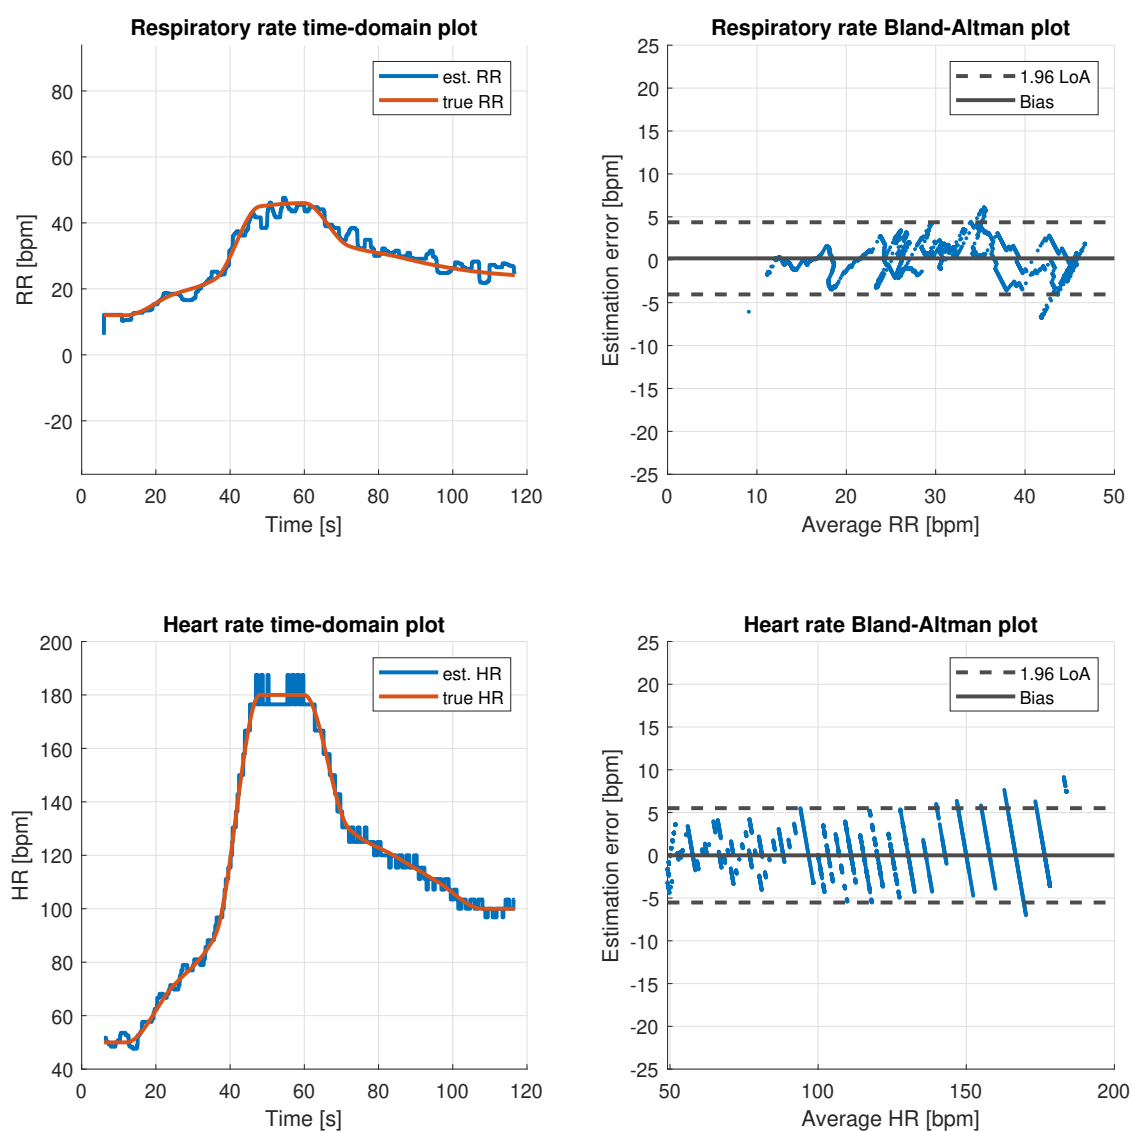 Respiratory rate time-domain plot
est. RR
true RR
80
60
40
20
0
-20
RR [bpm]
0 20 40 60 80 100 120
Time [s]
Respiratory rate Bland-Altman plot
1.96 LoA
Bias
25
20
15
10
5
0
-5
-10
-15
-20
-25
Estimation error [bpm]
0 10 20 30 40 50
Average RR [bpm]
Heart rate time-domain plot
est. HR
true HR
200
180
160
140
120
100
80
60
40
HR [bpm]
0 20 40 60 80 100 120
Time [s]
Heart rate Bland-Altman plot
1.96 LoA
Bias
25
20
15
10
5
0
-5
-10
-15
-20
-25
Estimation error [bpm]
50 100 150 200
Average HR [bpm]